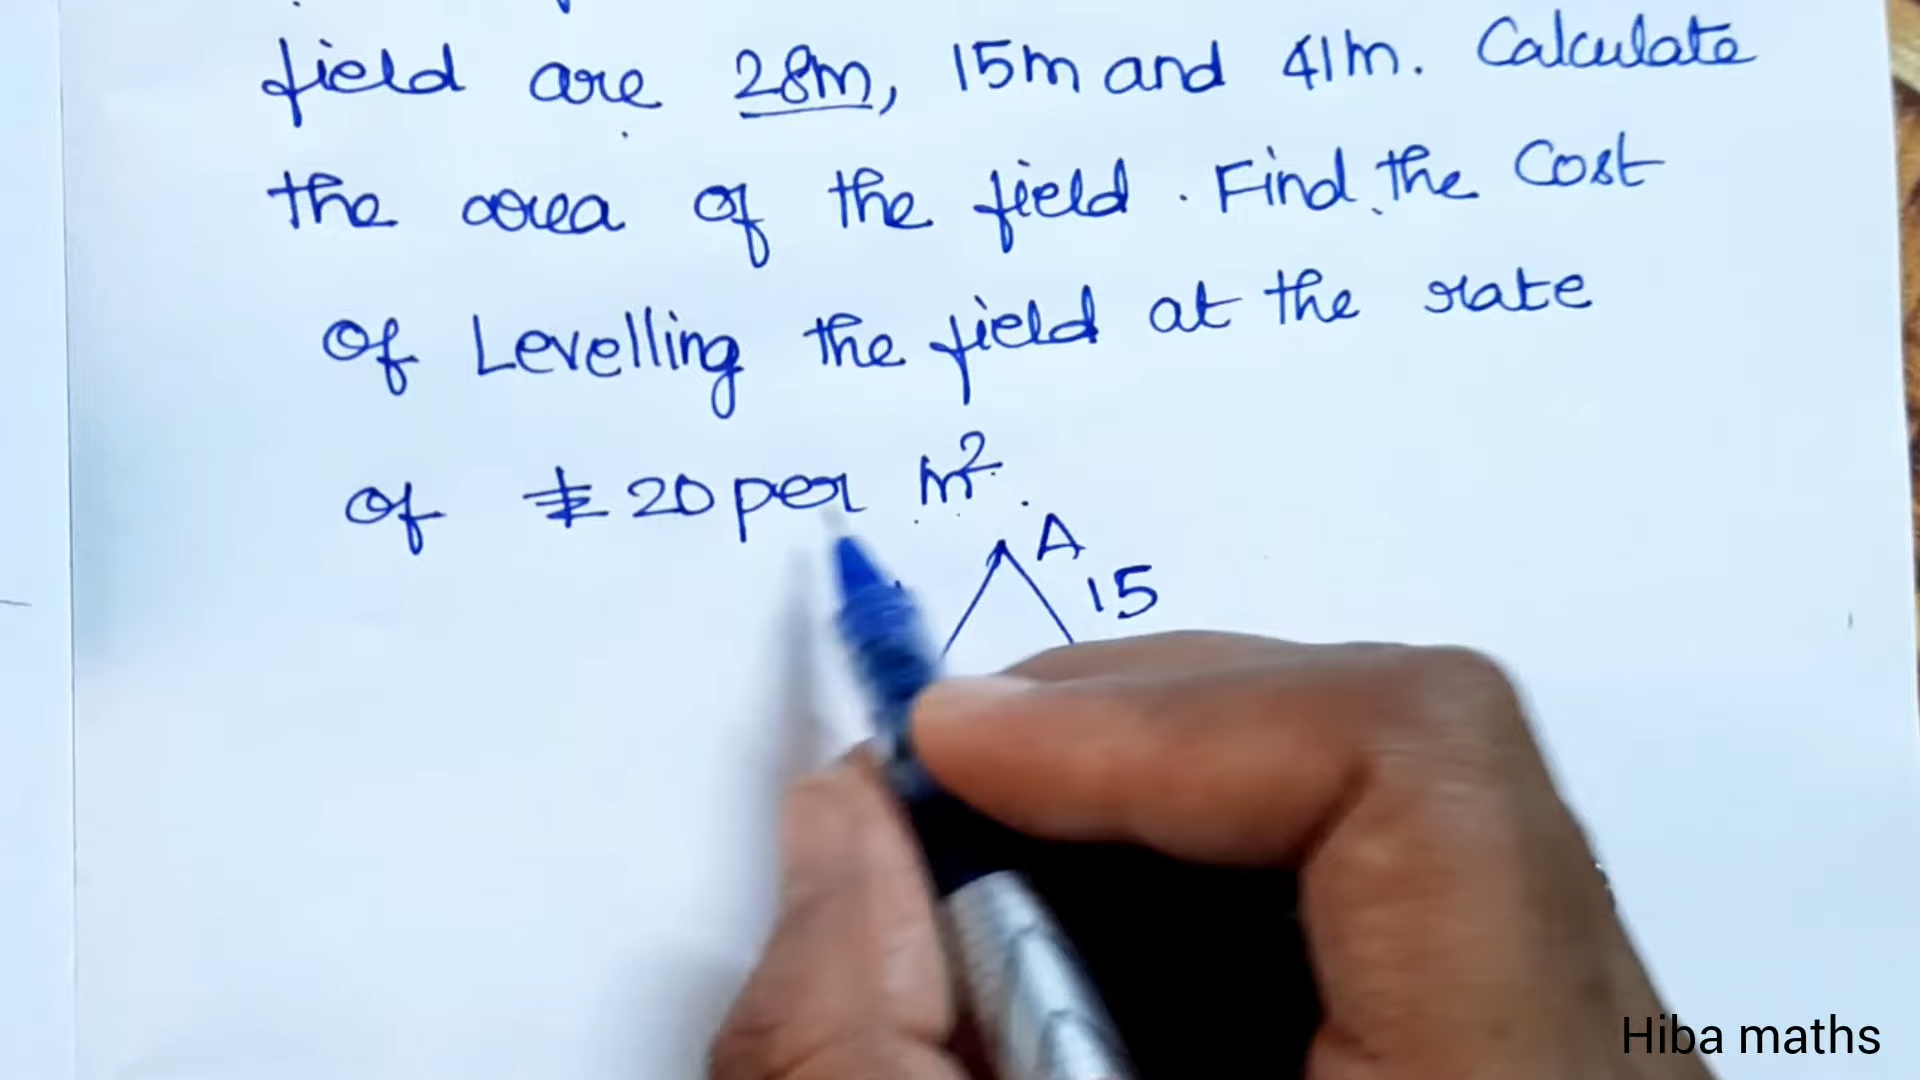 field are 28m, 15m and 41m. Calculate
the area of the field. Find the Cost
of Levelling the field at the rate
of ₹ 20 per m².
A
15
Hiba maths